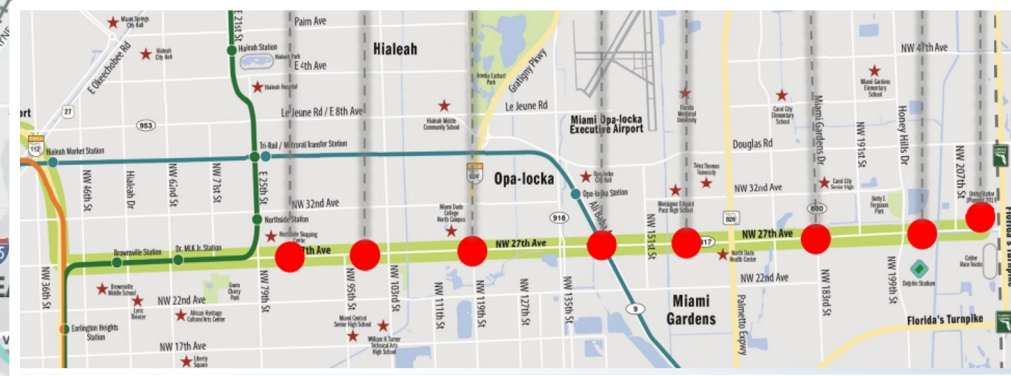 Miami Springs
City Hall
E Okeechobee Rd
Hialeah
City Hall
27
953
112
Hialeah Market Station
E 21st St
Hialeah Station
Hialeah Park
Palm Ave
E 4th Ave
Hialeah
Hialeah Hospital
Le Jeune Rd / E 8th Ave
Tri-Rail / Metrorail Transfer Station
E 25th St
Hialeah Middle
Community School
Amelia Earhart
Park
Gratigny Pkwy
Le Jeune Rd
924
Miami Opa-locka
Executive Airport
Florida
Memorial
University
Carol City
Elementary
School
Miami Gardens
Elementary
School
NW 47th Ave
Miami Gardens Dr
NW 191st St
Honey Hills Dr
NW 207th St
Douglas Rd
NW 46th St
Hialeah Dr
NW 62nd St
NW 71st St
NW 32nd Ave
Northside Station
Northside Shopping
Centre
Miami Dade
College
North Campus
Opa-locka
Opa-locka
City Hall
Opa-locka Station
Ali Baba
916
Monsignor Edward
Pace High School
Saint Thomas
University
826
NW 32nd Ave
860
Carol City
Senior High
Betty T.
Ferguson
Park
Brownsville Station
Dr. MLK Jr. Station
7th Ave
NW 27th Ave
NW 151st St
817
NW 27th Ave
North Dade
Health Center
NW 22nd Ave
Dolphin Stadium
Calder
Race Tracks
Florida's Turnpike
NW 36th St
Brownsville
Middle School
Lyric
Theatre
NW 22nd Ave
African Heritage
Cultural Arts Center
Gwen
Cherry
Park
NW 79th St
NW 95th St
NW 103rd St
NW 111th St
NW 119th St
NW 127th St
NW 135th St
Miami Central
Senior High School
William H. Turner
Technical Arts
High School
9
Miami
Gardens
Palmetto Expwy
NW 183rd St
NW 199th St
Florida's Turnpike
Earlington Heights
Station
NW 17th Ave
Liberty
Square